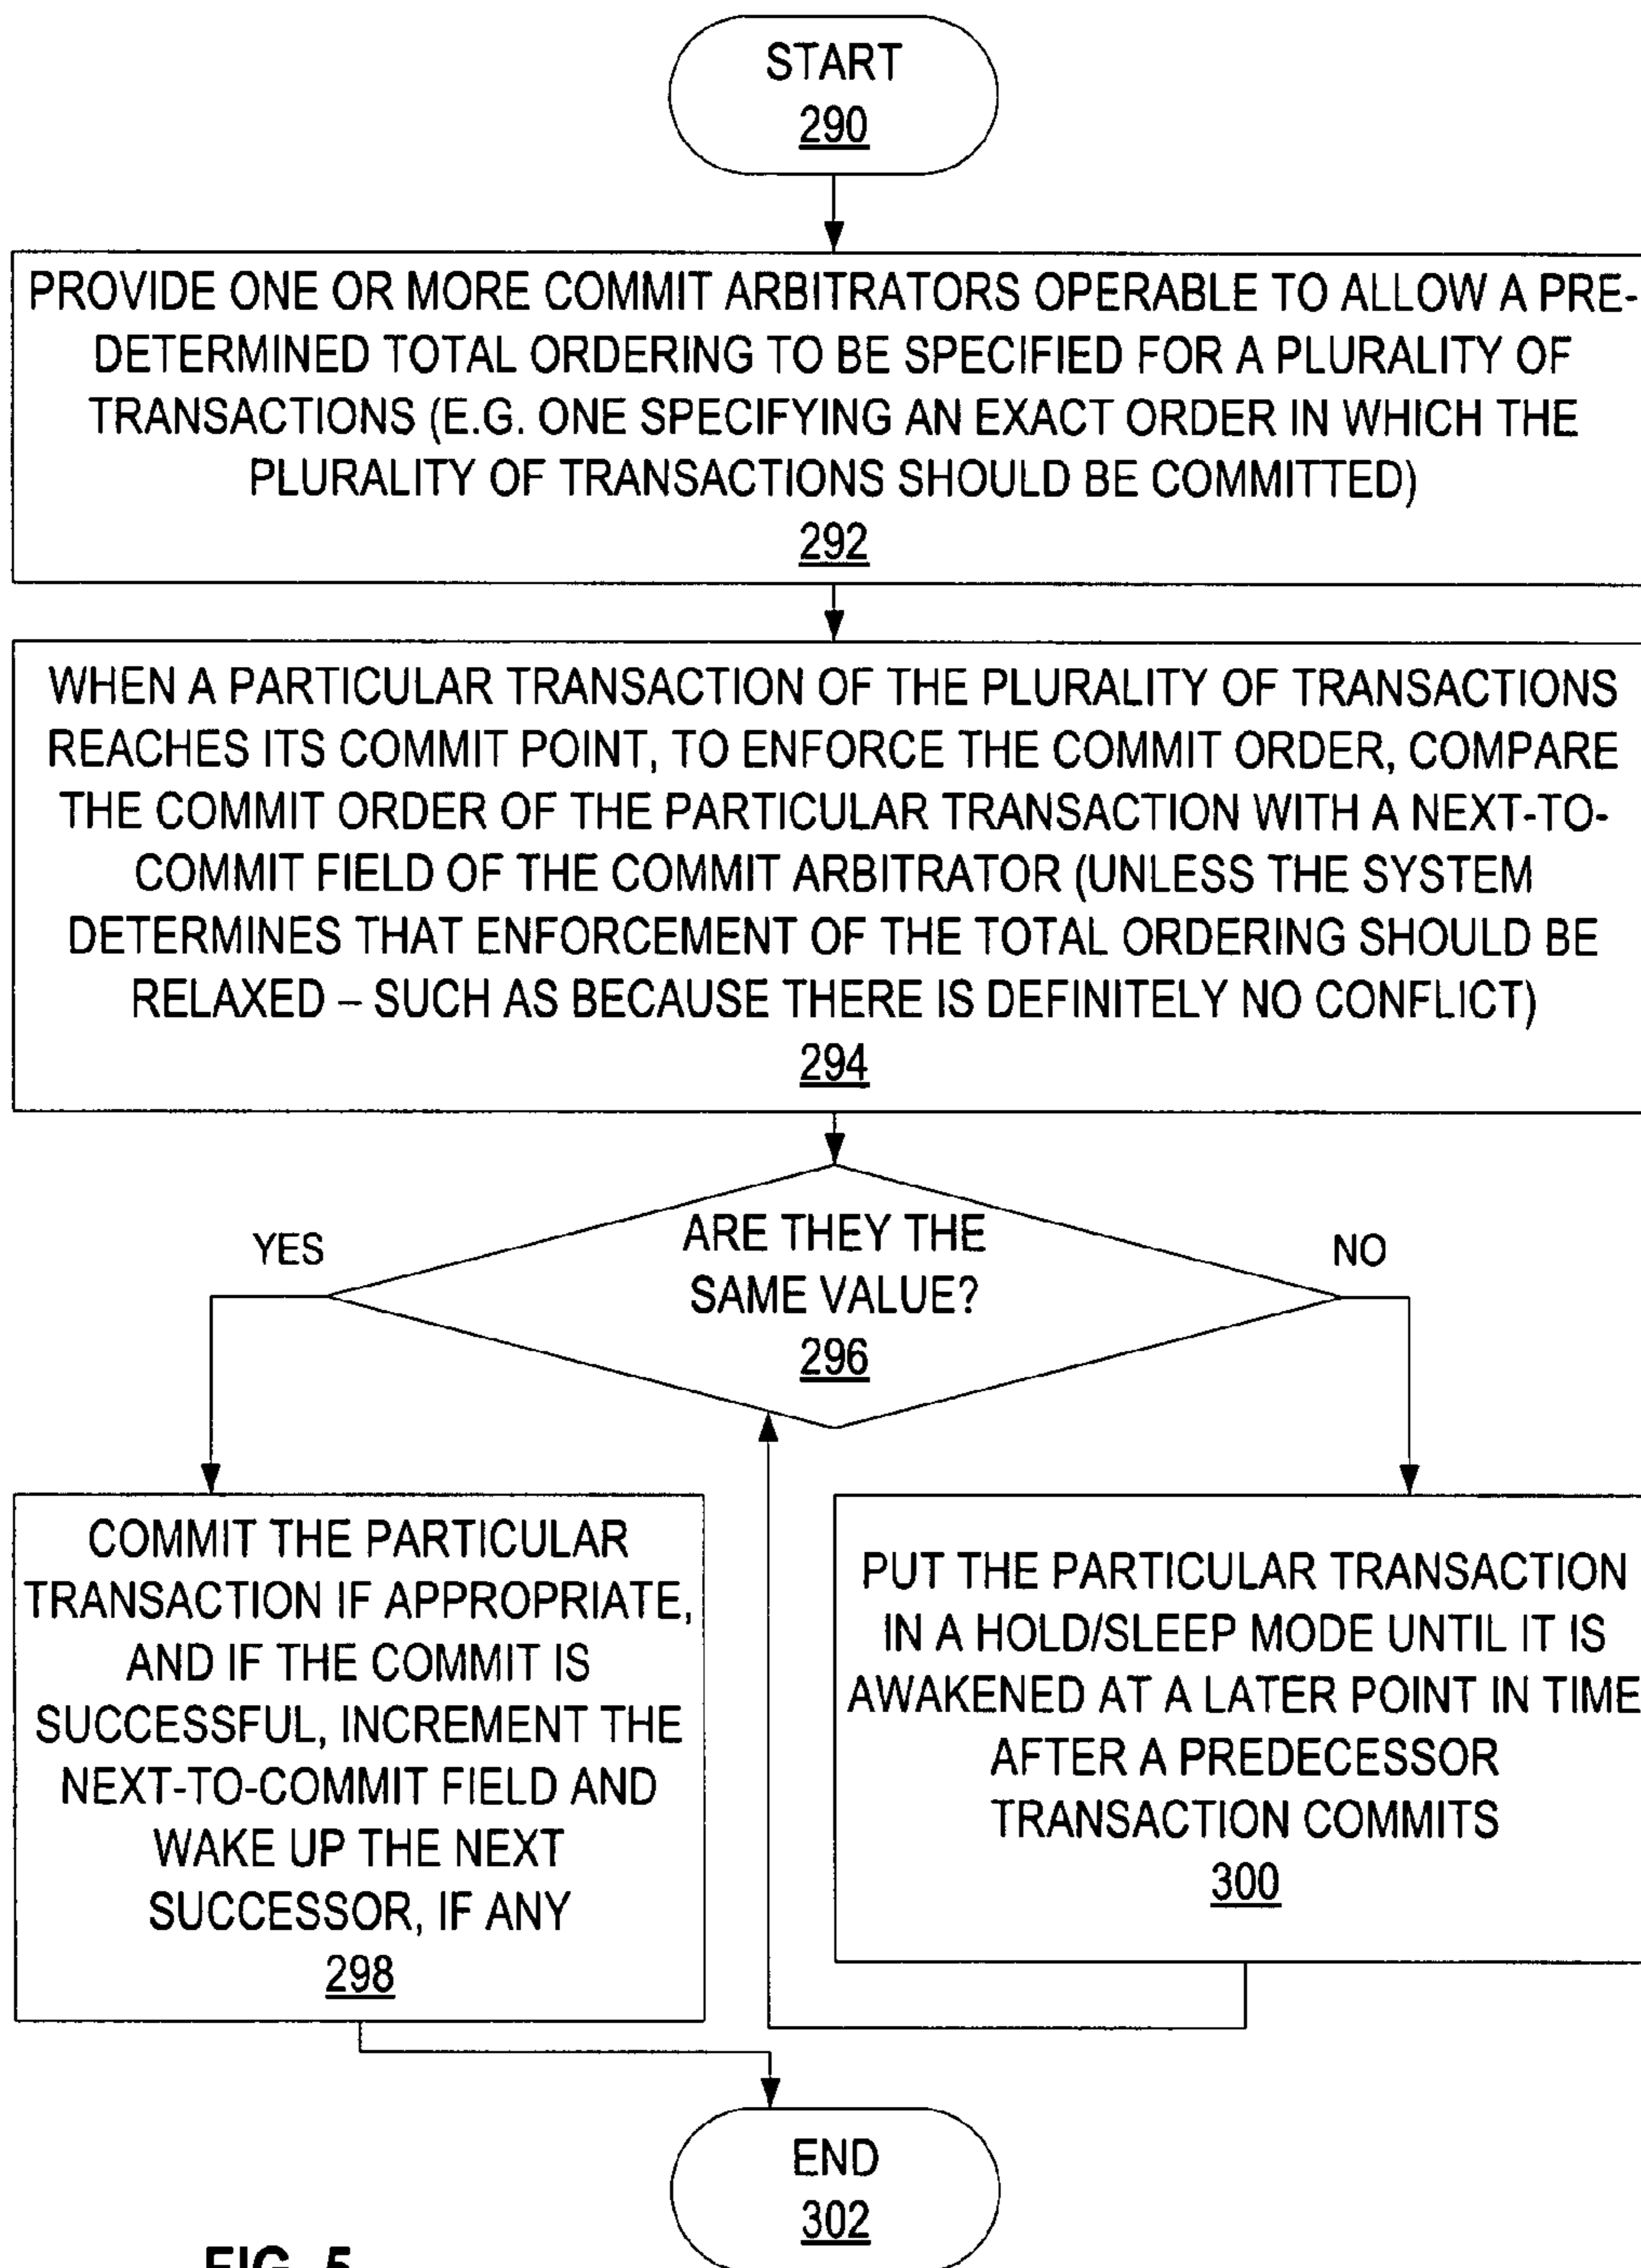 START
290
PROVIDE ONE OR MORE COMMIT ARBITRATORS OPERABLE TO ALLOW A PRE-
DETERMINED TOTAL ORDERING TO BE SPECIFIED FOR A PLURALITY OF
TRANSACTIONS (E.G. ONE SPECIFYING AN EXACT ORDER IN WHICH THE
PLURALITY OF TRANSACTIONS SHOULD BE COMMITTED)
292
WHEN A PARTICULAR TRANSACTION OF THE PLURALITY OF TRANSACTIONS
REACHES ITS COMMIT POINT, TO ENFORCE THE COMMIT ORDER, COMPARE
THE COMMIT ORDER OF THE PARTICULAR TRANSACTION WITH A NEXT-TO-
COMMIT FIELD OF THE COMMIT ARBITRATOR (UNLESS THE SYSTEM
DETERMINES THAT ENFORCEMENT OF THE TOTAL ORDERING SHOULD BE
RELAXED – SUCH AS BECAUSE THERE IS DEFINITELY NO CONFLICT)
294
YES
ARE THEY THE
SAME VALUE?
296
NO
COMMIT THE PARTICULAR
TRANSACTION IF APPROPRIATE,
AND IF THE COMMIT IS
SUCCESSFUL, INCREMENT THE
NEXT-TO-COMMIT FIELD AND
WAKE UP THE NEXT
SUCCESSOR, IF ANY
298
PUT THE PARTICULAR TRANSACTION
IN A HOLD/SLEEP MODE UNTIL IT IS
AWAKENED AT A LATER POINT IN TIME
AFTER A PREDECESSOR
TRANSACTION COMMITS
300
END
302
FIG. 5